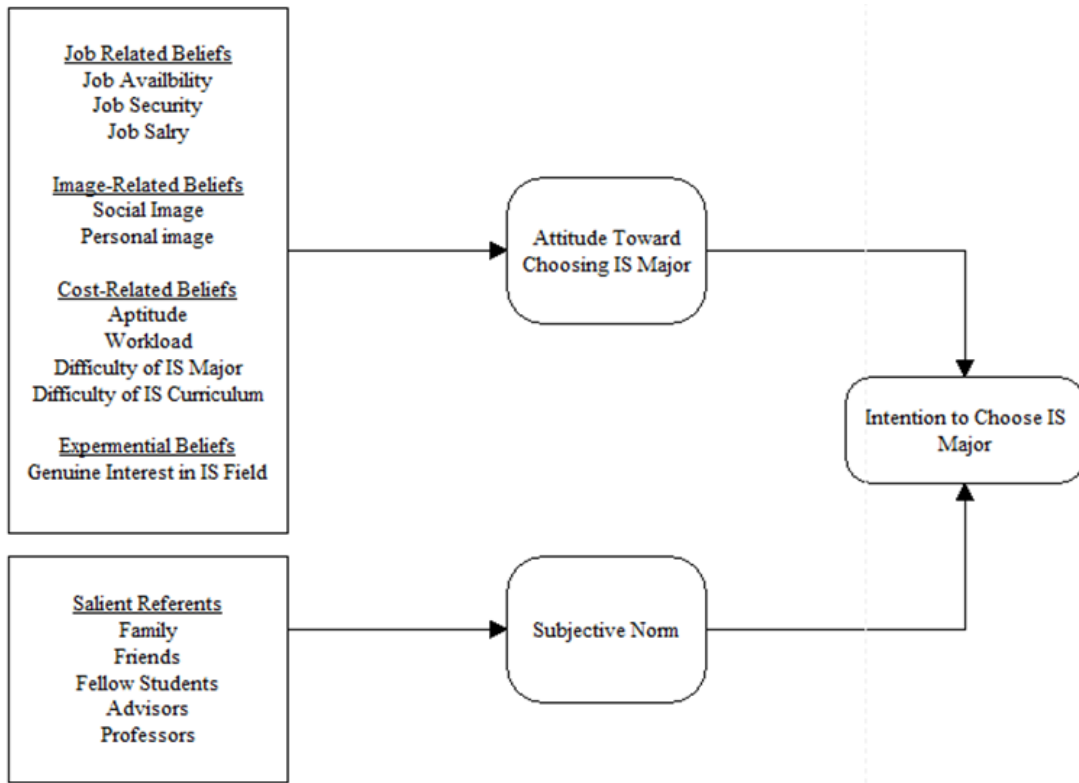 Job Related Beliefs
Job Availbility
Job Security
Job Salry
Image-Related Beliefs
Social Image
Personal image
Cost-Related Beliefs
Aptitude
Workload
Difficulty of IS Major
Difficulty of IS Curriculum
Expermential Beliefs
Genuine Interest in IS Field
Attitude Toward
Choosing IS Major
Intention to Choose IS
Major
Salient Referents
Family
Friends
Fellow Students
Advisors
Professors
Subjective Norm